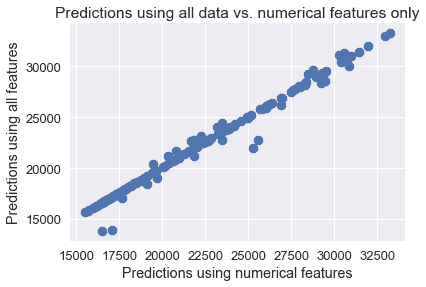 Predictions using all data vs. numerical features only
Predictions using all features
30000
25000
20000
15000
15000 17500 20000 22500 25000 27500 30000 32500
Predictions using numerical features